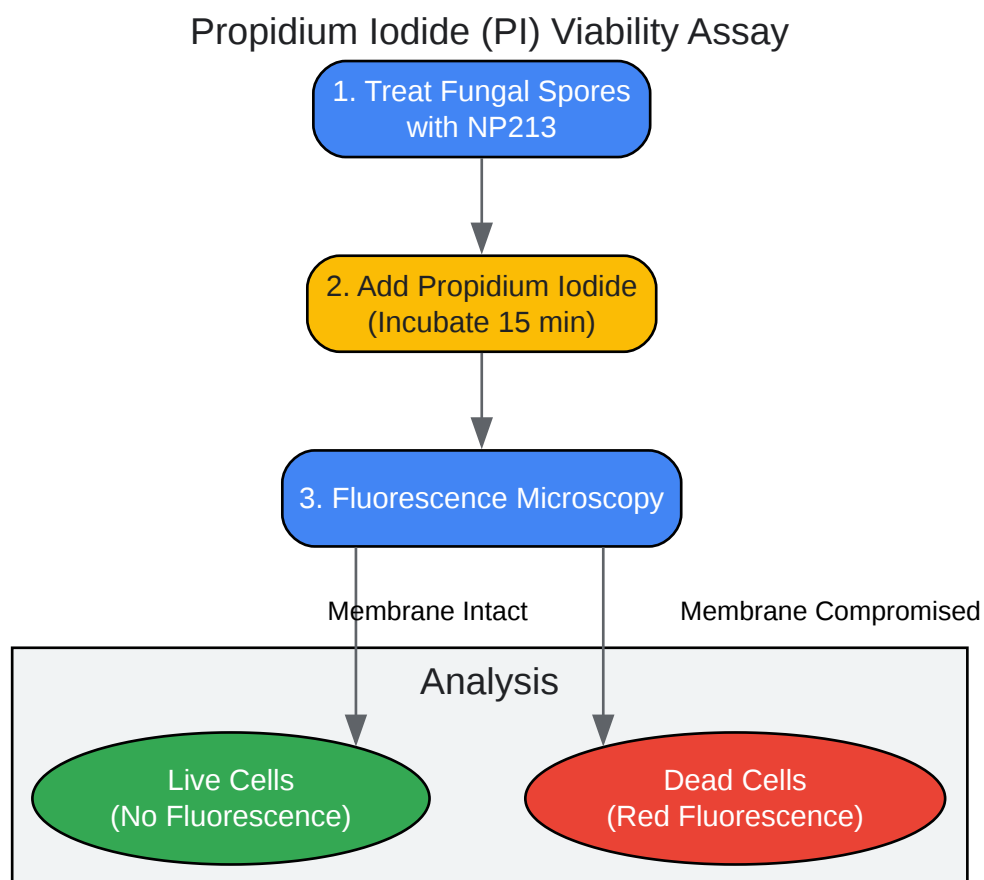 Propidium Iodide (PI) Viability Assay
1. Treat Fungal Spores
with NP213
2. Add Propidium Iodide
(Incubate 15 min)
3. Fluorescence Microscopy
Membrane Intact
Membrane Compromised
Analysis
Live Cells
(No Fluorescence)
Dead Cells
(Red Fluorescence)